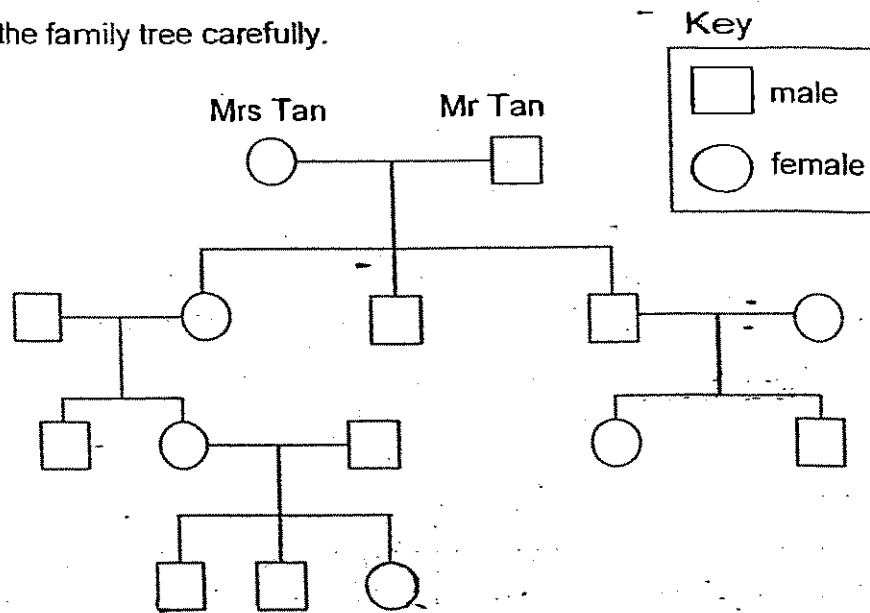 the family tree carefully.
Key
male
female
Mrs Tan
Mr Tan